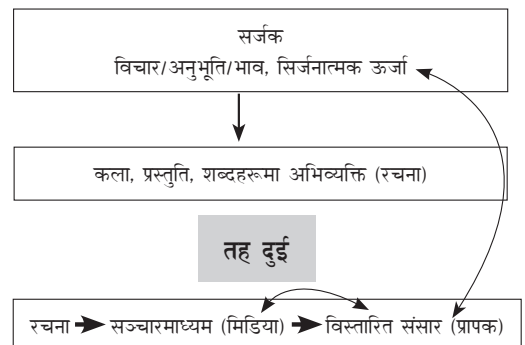 सर्जक
विचार/अनुभूति/भाव, सिर्जनात्मक ऊर्जा
कला, प्रस्तुति, शब्दहरूमा अभिव्यक्ति (रचना)
तह दुई
रचना → सञ्चारमाध्यम (मिडिया) → विस्तारित संसार (प्रापक)